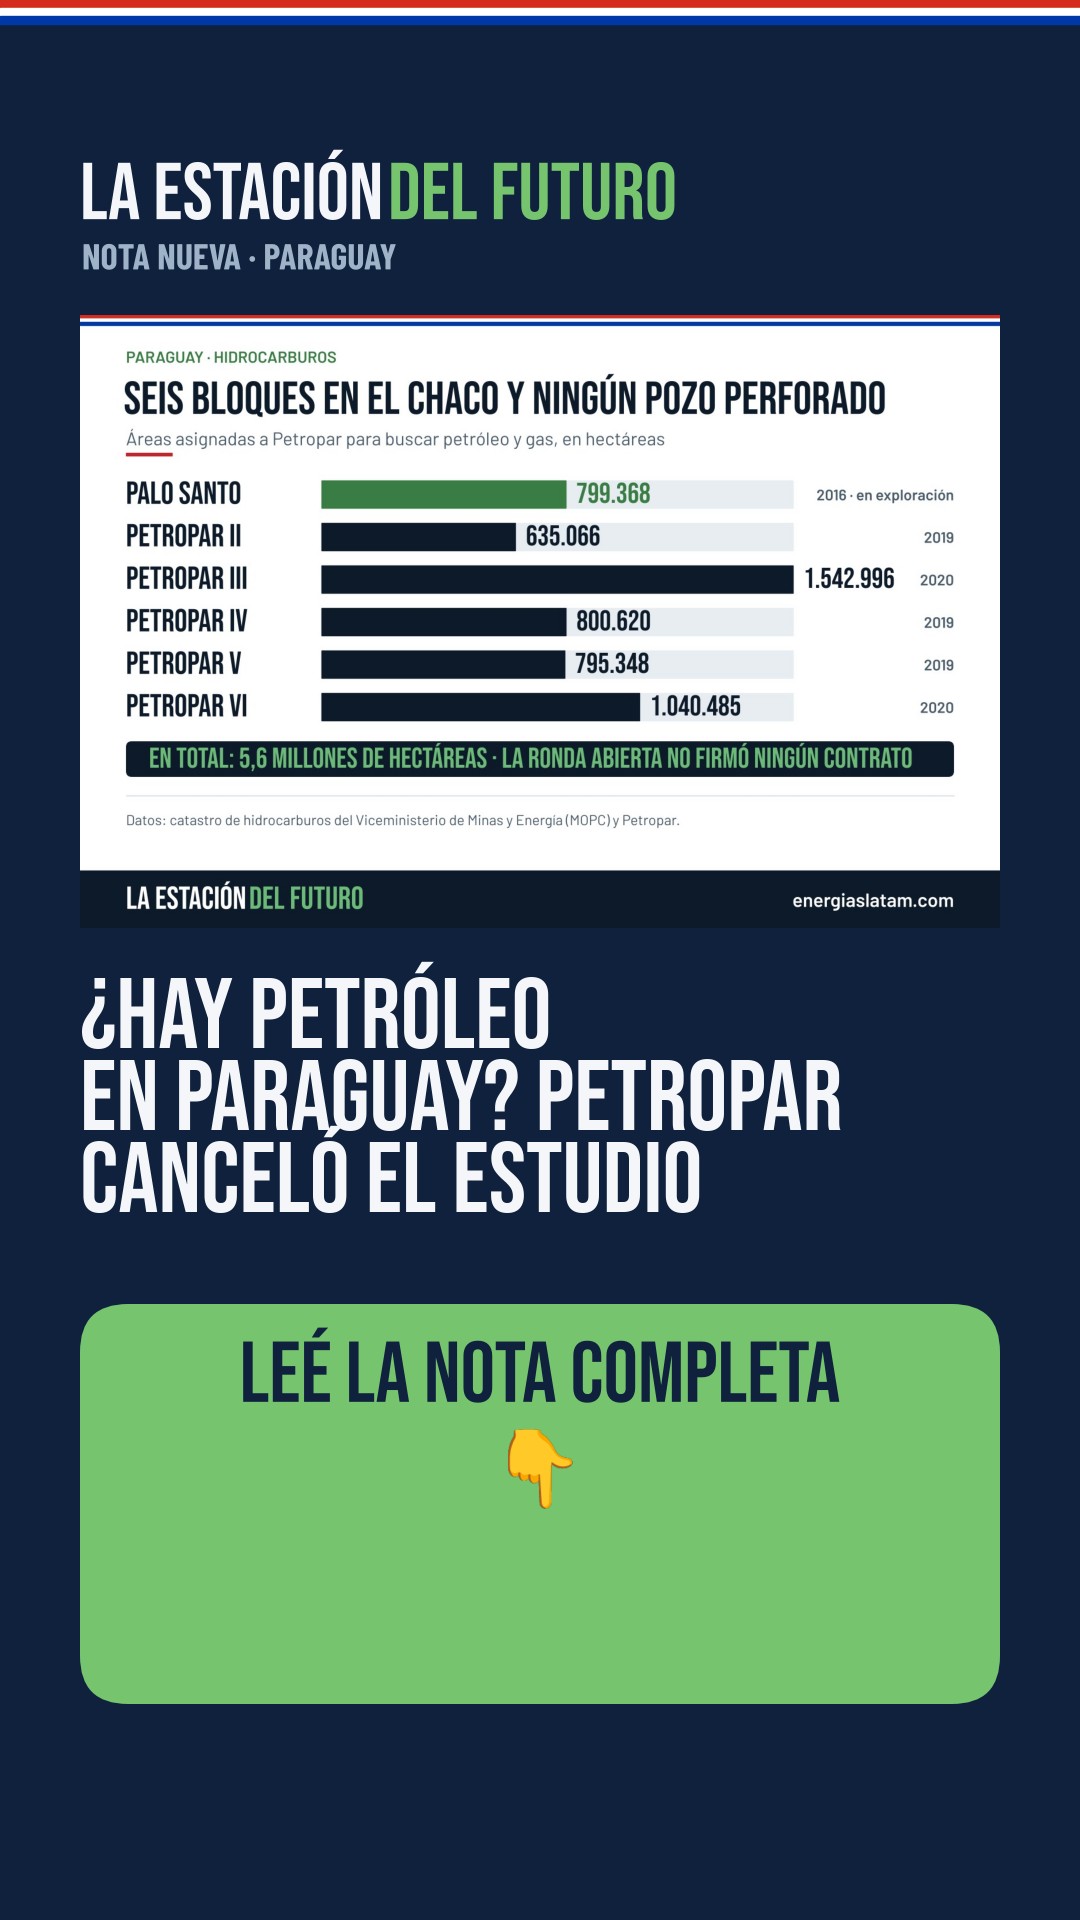 LA ESTACIÓN DEL FUTURO
NOTA NUEVA · PARAGUAY
PARAGUAY · HIDROCARBUROS
SEIS BLOQUES EN EL CHACO Y NINGÚN POZO PERFORADO
Áreas asignadas a Petropar para buscar petróleo y gas, en hectáreas
PALO SANTO 799.368 2016 · en exploración
PETROPAR II 635.066 2019
PETROPAR III 1.542.996 2020
PETROPAR IV 800.620 2019
PETROPAR V 795.348 2019
PETROPAR VI 1.040.485 2020
EN TOTAL: 5,6 MILLONES DE HECTÁREAS · LA RONDA ABIERTA NO FIRMÓ NINGÚN CONTRATO
Datos: catastro de hidrocarburos del Viceministerio de Minas y Energía (MOPC) y Petropar.
LA ESTACIÓN DEL FUTURO energiaslatam.com
¿HAY PETRÓLEO
EN PARAGUAY? PETROPAR
CANCELÓ EL ESTUDIO
LEÉ LA NOTA COMPLETA
👇